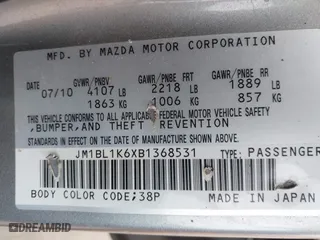 MFD. BY MAZDA MOTOR CORPORATION
GVWR/PNBV GAWR/PNBE FRT GAWR/PNBE RR
07/10 4107 LB 2218 LB 1889 LB
1863 KG 1006 KG 857 KG
THIS VEHICLE CONFORMS TO ALL APPLICABLE FEDERAL MOTOR VEHICLE SAFETY
,BUMPER,AND THEFT REVENTION
STANDARDS IN EFFECT ON THE DATE OF MANUFACTURE SHOWN ABOVE.
JM1BL1K6XB1368531 TYPE: PASSENGER
BODY COLOR CODE;38P MADE IN JAPAN
DREAMBID